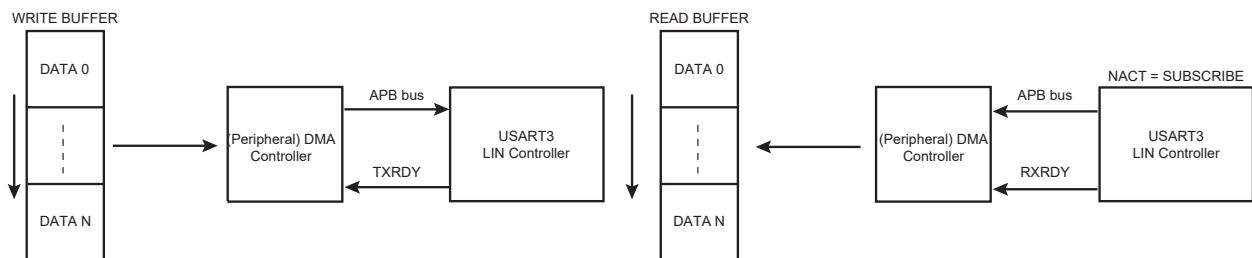 WRITE BUFFER
DATA 0
DATA N
(Peripheral) DMA
Controller
APB bus
TXRDY
USART3
LIN Controller
READ BUFFER
DATA 0
DATA N
(Peripheral) DMA
Controller
APB bus
RXRDY
NACT = SUBSCRIBE
USART3
LIN Controller